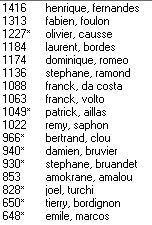 1416 henrique, fernandes
1313 fabien, foulon
1227* olivier, causse
1184 laurent, bordes
1174 dominique, romeo
1136 stephane, ramond
1088 franck, da costa
1063 franck, volto
1049* patrick, aillas
1022 remy, saphon
966* bertrand, clou
940* damien, bruvier
930* stephane, bruandet
853 amokrane, amalou
828* joel, turchi
650* tierry, bordignon
648* emile, marcos